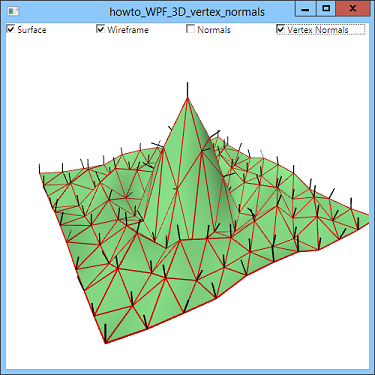 howto_WPF_3D_vertex_normals
Surface Wireframe Normals Vertex Normals